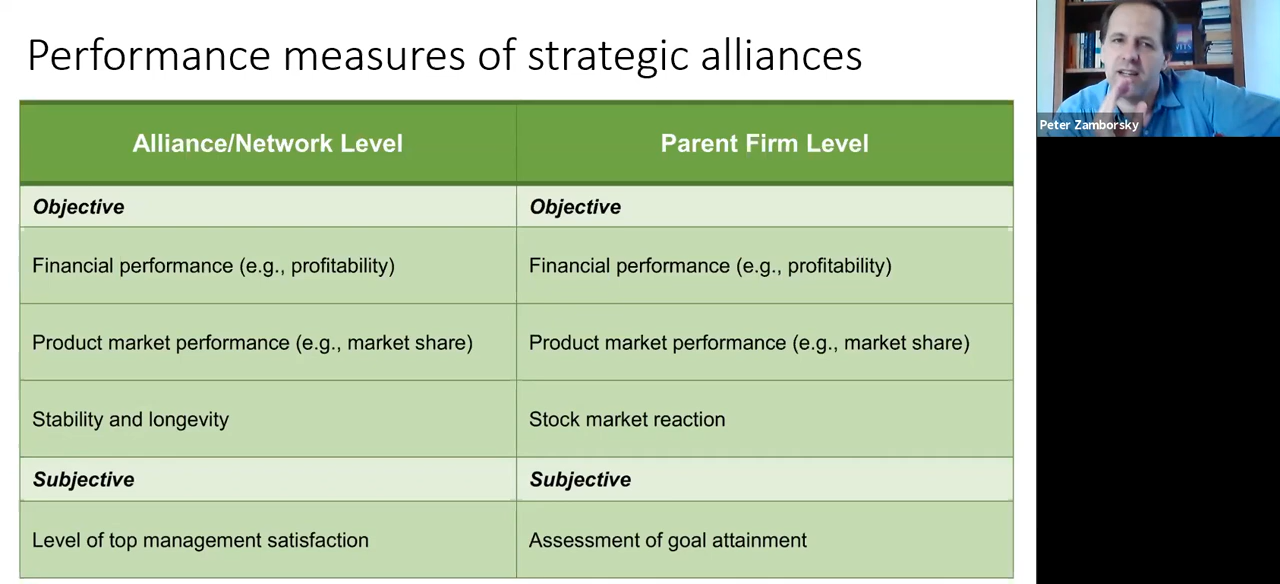 Performance measures of strategic alliances
Peter Zamborsky
Alliance/Network Level
Parent Firm Level
Objective
Objective
Financial performance (e.g., profitability)
Financial performance (e.g., profitability)
Product market performance (e.g., market share)
Product market performance (e.g., market share)
Stability and longevity
Stock market reaction
Subjective
Subjective
Level of top management satisfaction
Assessment of goal attainment